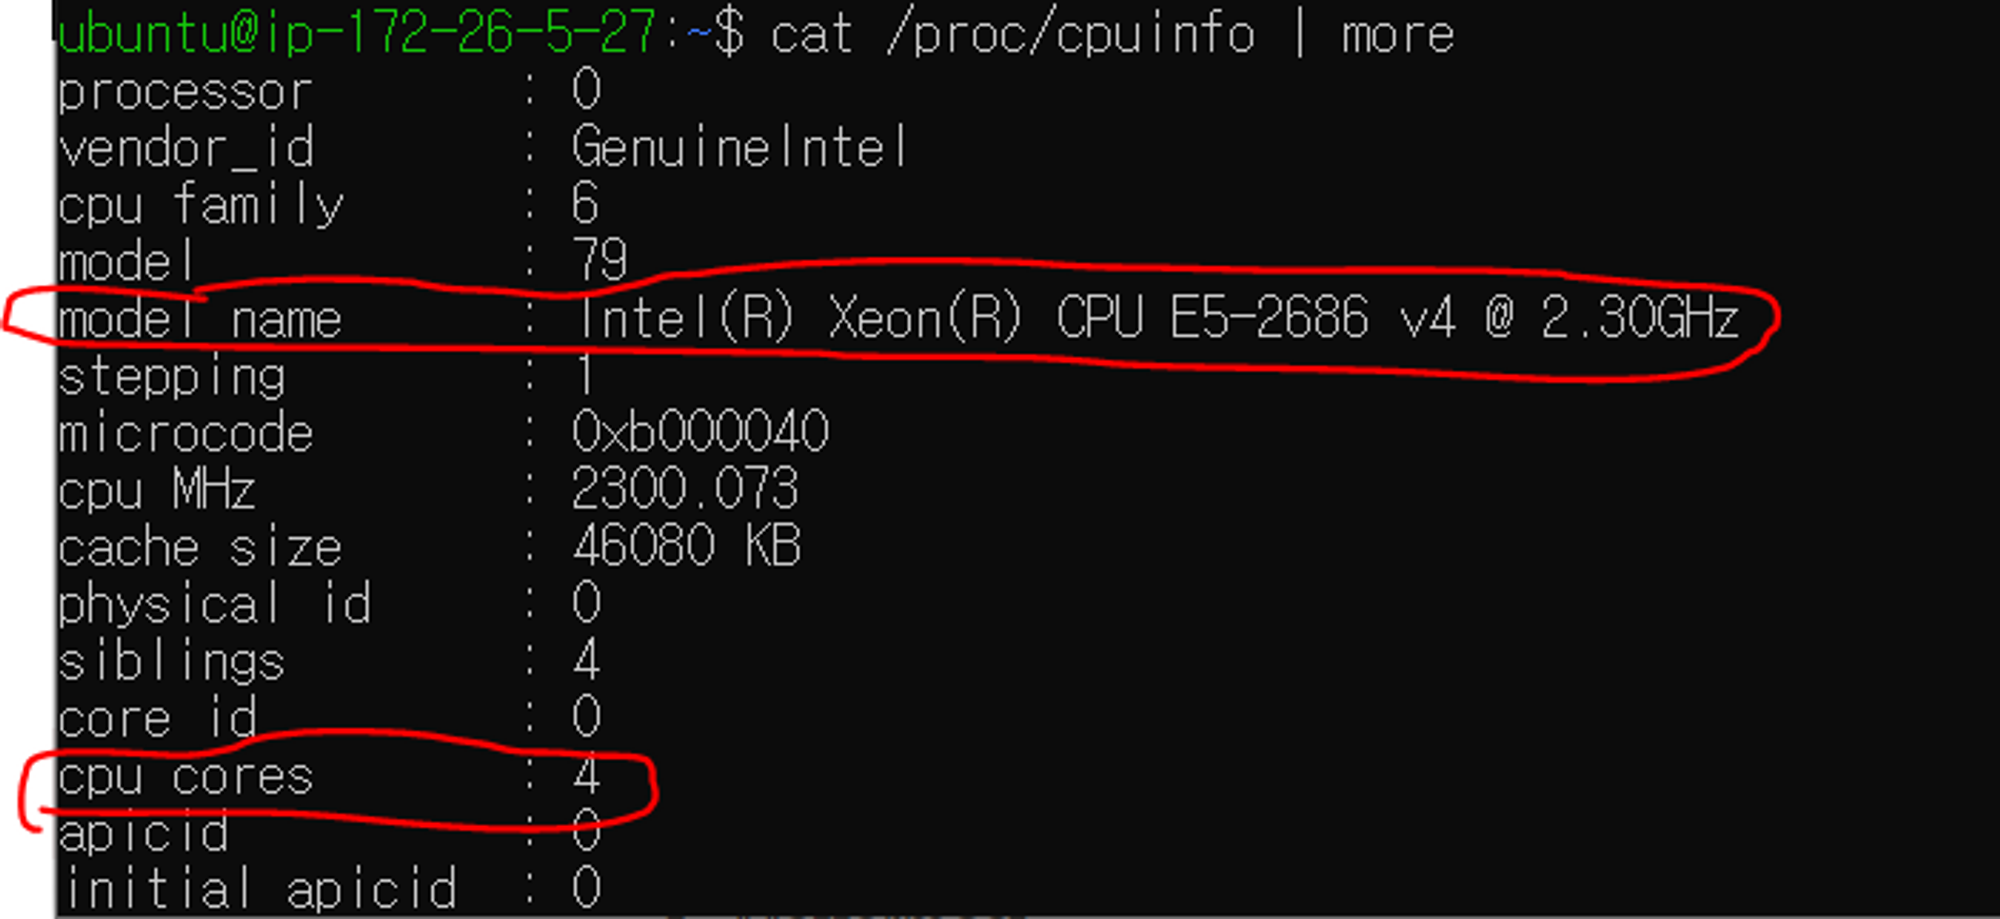 ubuntu@ip-172-26-5-27:~$ cat /proc/cpuinfo | more
processor : 0
vendor_id : GenuineIntel
cpu family : 6
model : 79
model name : Intel(R) Xeon(R) CPU E5-2686 v4 @ 2.30GHz
stepping : 1
microcode : 0xb000040
cpu MHz : 2300.073
cache size : 46080 KB
physical id : 0
siblings : 4
core id : 0
cpu cores : 4
apicid : 0
initial apicid : 0